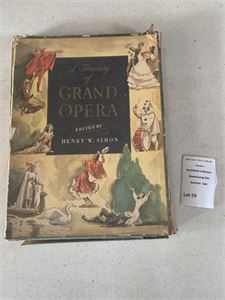 A Treasury
of
GRAND
OPERA
EDITED BY
HENRY W. SIMON
Lot 59